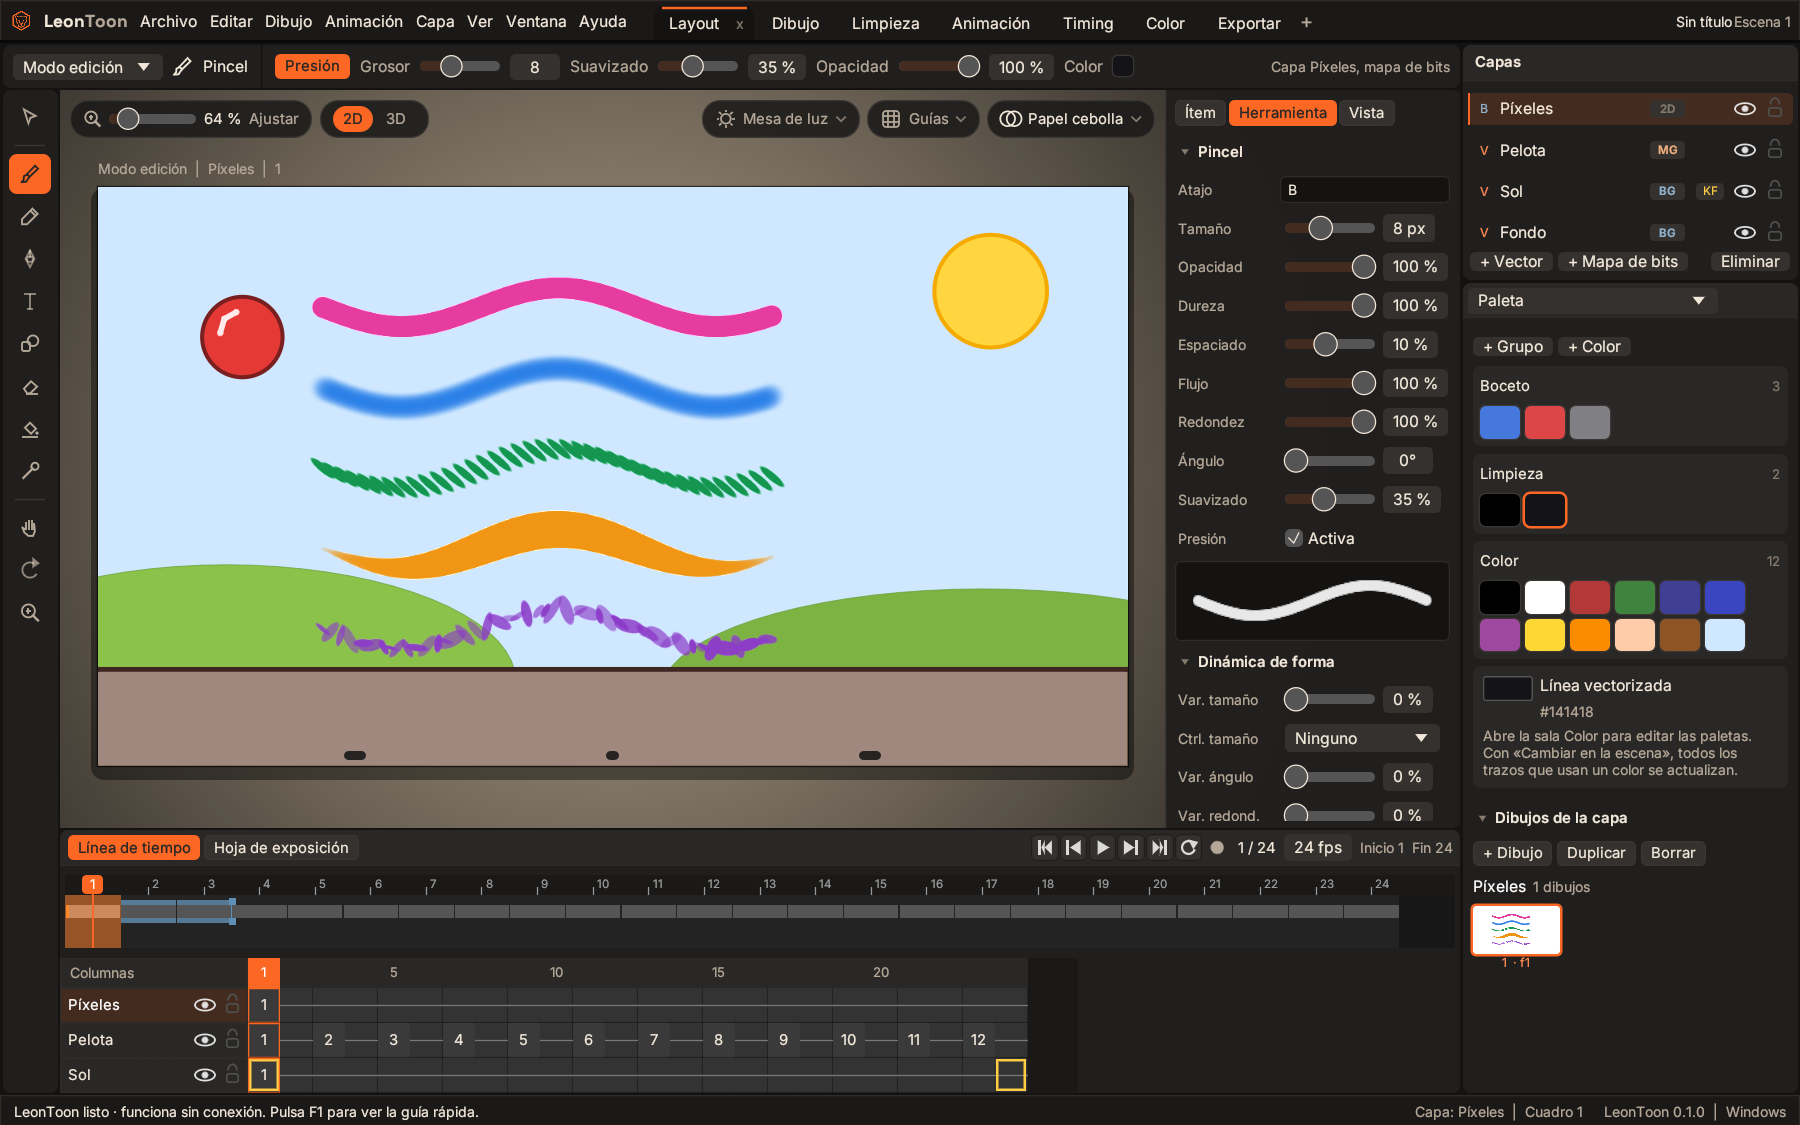 LeonToon Archivo Editar Dibujo Animación Capa Ver Ventana Ayuda Layout x Dibujo Limpieza Animación Timing Color Exportar + Sin título Escena 1
Modo edición Pincel Presión Grosor 8 Suavizado 35 % Opacidad 100 % Color Capa Píxeles, mapa de bits
64 % Ajustar 2D 3D Mesa de luz Guías Papel cebolla
Modo edición | Píxeles | 1
Ítem Herramienta Vista
Pincel
Atajo B
Tamaño 8 px
Opacidad 100 %
Dureza 100 %
Espaciado 10 %
Flujo 100 %
Redondez 100 %
Ángulo 0°
Suavizado 35 %
Presión Activa
Dinámica de forma
Var. tamaño 0 %
Ctrl. tamaño Ninguno
Var. ángulo 0 %
Var. redond. 0 %
Capas
B Píxeles 2D
V Pelota MG
V Sol BG KF
V Fondo BG
+ Vector + Mapa de bits Eliminar
Paleta
+ Grupo + Color
Boceto 3
Limpieza 2
Color 12
Línea vectorizada
#141418
Abre la sala Color para editar las paletas.
Con «Cambiar en la escena», todos los
trazos que usan un color se actualizan.
Dibujos de la capa
+ Dibujo Duplicar Borrar
Píxeles 1 dibujos
1 · f1
Línea de tiempo Hoja de exposición 1 / 24 24 fps Inicio 1 Fin 24
1 2 3 4 5 6 7 8 9 10 11 12 13 14 15 16 17 18 19 20 21 22 23 24
Columnas 1 5 10 15 20
Píxeles 1
Pelota 1 2 3 4 5 6 7 8 9 10 11 12
Sol 1
LeonToon listo · funciona sin conexión. Pulsa F1 para ver la guía rápida. Capa: Píxeles | Cuadro 1 LeonToon 0.1.0 | Windows